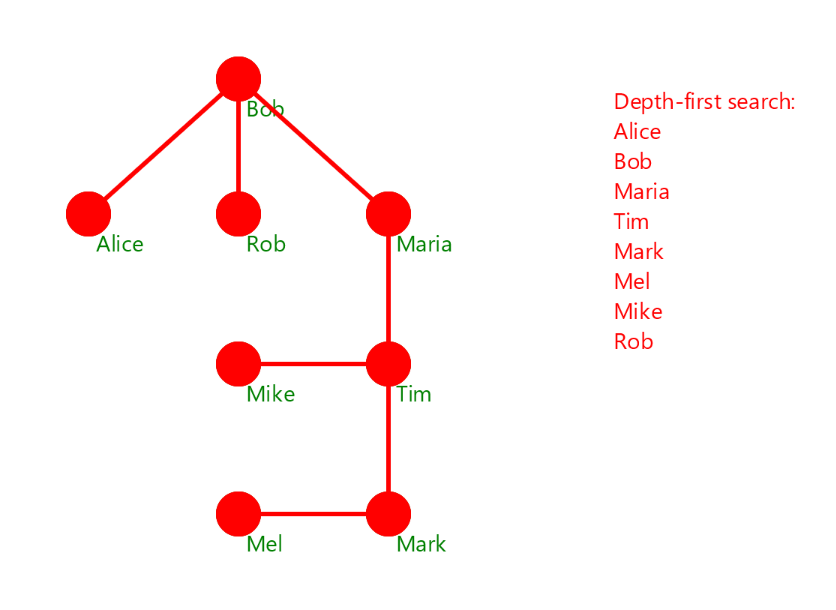 Bob
Alice
Rob
Maria
Mike
Tim
Mel
Mark
Depth-first search:
Alice
Bob
Maria
Tim
Mark
Mel
Mike
Rob